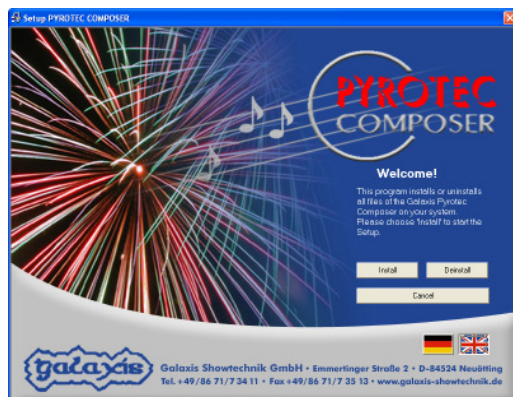 Setup PYROTEC COMPOSER
PYROTEC
COMPOSER
Welcome!
This program installs or uninstalls
all files of the Galaxis Pyrotec
Composer on your system.
Please choose 'Install' to start the
Setup.
Install
Deinstall
Cancel
galaxis
Galaxis Showtechnik GmbH • Emmertinger Straße 2 • D-84524 Neuötting
Tel. +49/86 71/7 34 11 • Fax +49/86 71/7 35 13 • www.galaxis-showtechnik.de